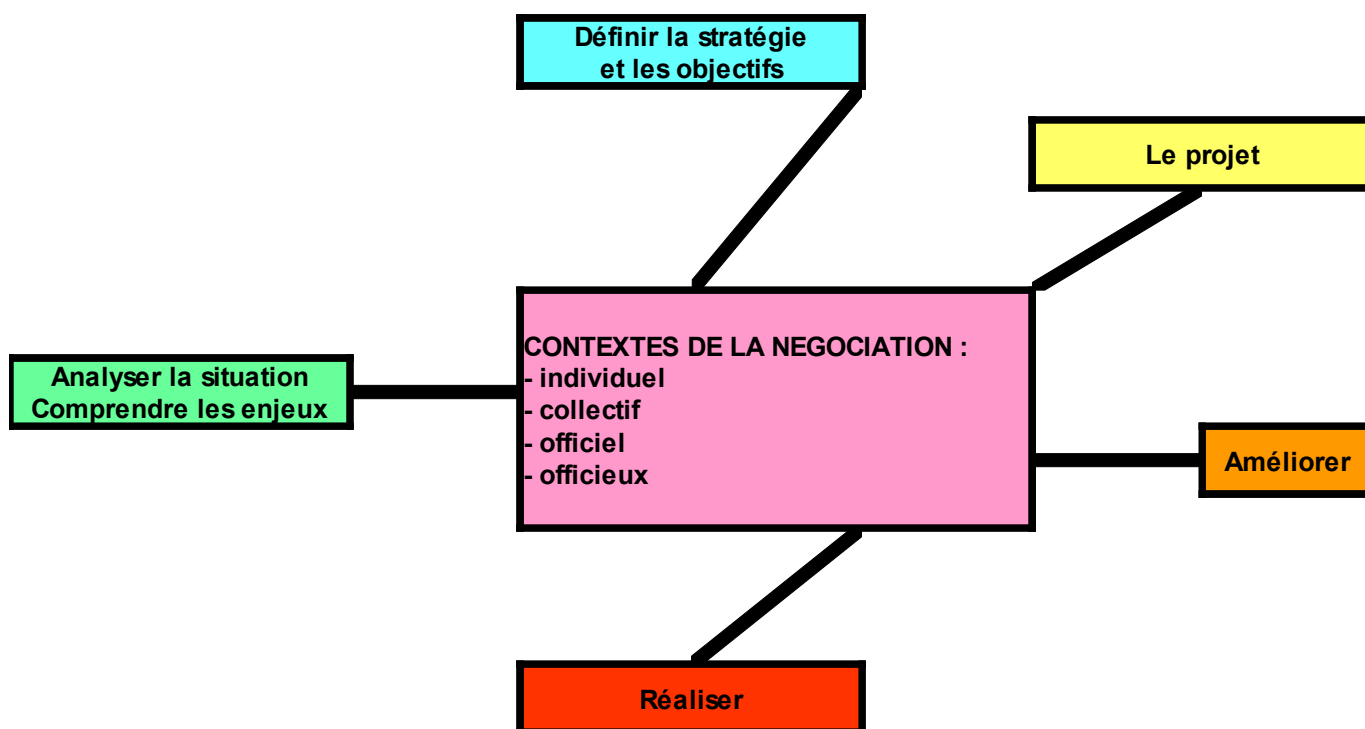 Définir la stratégie
et les objectifs
Le projet
CONTEXTES DE LA NEGOCIATION :
- individuel
- collectif
- officiel
- officieux
Analyser la situation
Comprendre les enjeux
Améliorer
Réaliser